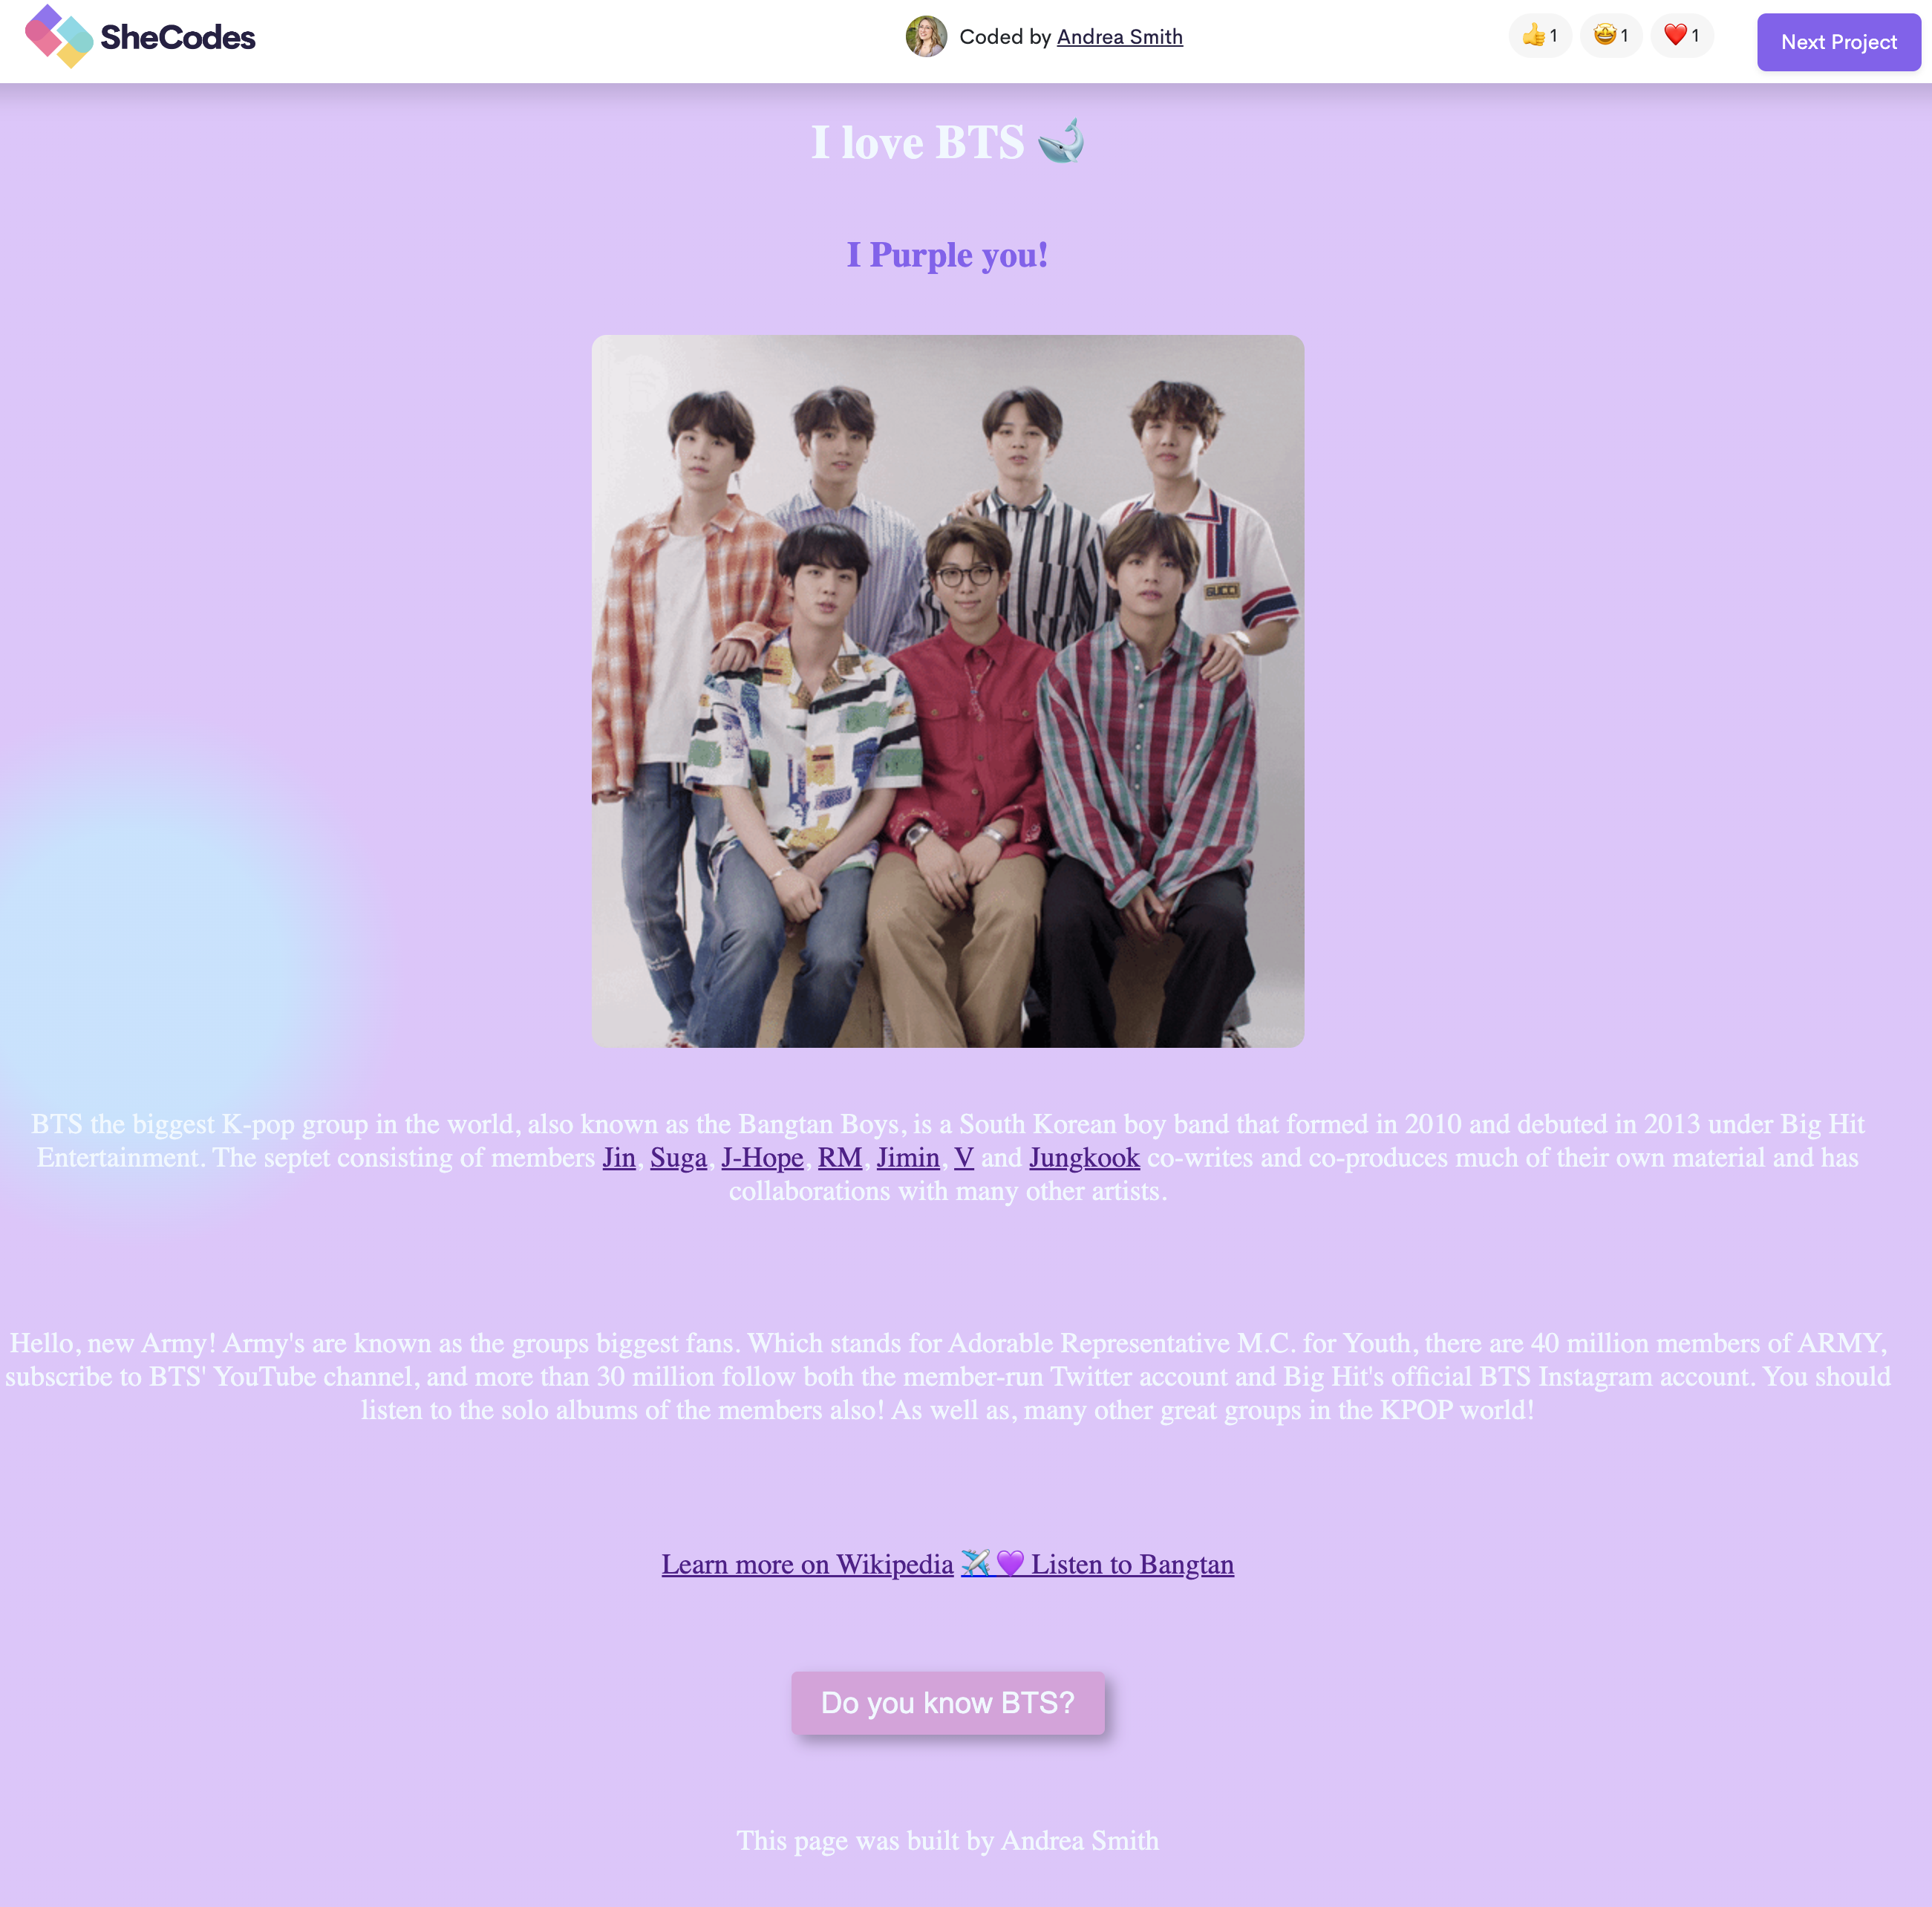 SheCodes
Coded by Andrea Smith
👍 1 🤩 1 ❤️ 1
Next Project
I love BTS 🐳
I Purple you!
GUCCI
BTS the biggest K-pop group in the world, also known as the Bangtan Boys, is a South Korean boy band that formed in 2010 and debuted in 2013 under Big Hit
Entertainment. The septet consisting of members Jin, Suga, J-Hope, RM, Jimin, V and Jungkook co-writes and co-produces much of their own material and has
collaborations with many other artists.
Hello, new Army! Army's are known as the groups biggest fans. Which stands for Adorable Representative M.C. for Youth, there are 40 million members of ARMY,
subscribe to BTS' YouTube channel, and more than 30 million follow both the member-run Twitter account and Big Hit's official BTS Instagram account. You should
listen to the solo albums of the members also! As well as, many other great groups in the KPOP world!
Learn more on Wikipedia ✈️💜 Listen to Bangtan
Do you know BTS?
This page was built by Andrea Smith